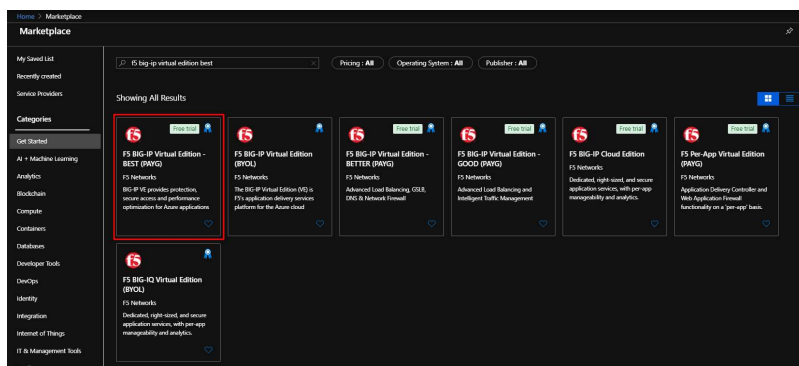 Home > Marketplace
Marketplace
My Saved List
Recently created
Service Providers
Categories
Get Started
AI + Machine Learning
Analytics
Blockchain
Compute
Containers
Databases
Developer Tools
DevOps
Identity
Integration
Internet of Things
IT & Management Tools
f5 big-ip virtual edition best
Pricing : All
Operating System : All
Publisher : All
Showing All Results
f5
Free trial
F5 BIG-IP Virtual Edition -
BEST (PAYG)
F5 Networks
BIG-IP VE provides protection,
secure access and performance
optimization for Azure applications
f5
F5 BIG-IP Virtual Edition
(BYOL)
F5 Networks
The BIG-IP Virtual Edition (VE) is
F5's application delivery services
platform for the Azure cloud
f5
Free trial
F5 BIG-IP Virtual Edition -
BETTER (PAYG)
F5 Networks
Advanced Load Balancing, GSLB,
DNS & Network Firewall
f5
Free trial
F5 BIG-IP Virtual Edition -
GOOD (PAYG)
F5 Networks
Advanced Load Balancing and
Intelligent Traffic Management
f5
Free trial
F5 BIG-IP Cloud Edition
F5 Networks
Dedicated, right-sized, and secure
application services, with per-app
manageability and analytics.
f5
Free trial
F5 Per-App Virtual Edition
(PAYG)
F5 Networks
Application Delivery Controller and
Web Application Firewall
functionality on a 'per-app' basis.
f5
F5 BIG-IQ Virtual Edition
(BYOL)
F5 Networks
Dedicated, right-sized, and secure
application services, with per-app
manageability and analytics.